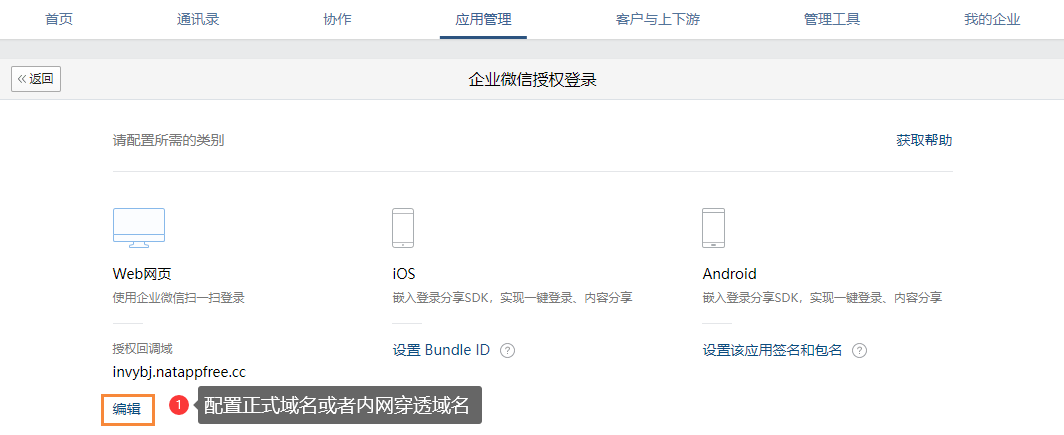 首页 通讯录 协作 应用管理 客户与上下游 管理工具 我的企业
返回 企业微信授权登录
请配置所需的类别 获取帮助
Web网页 iOS Android
使用企业微信扫一扫登录 嵌入登录分享SDK，实现一键登录、内容分享 嵌入登录分享SDK，实现一键登录、内容分享
授权回调域 设置 Bundle ID ? 设置该应用签名和包名 ?
invybj.natappfree.cc
编辑 1 配置正式域名或者内网穿透域名